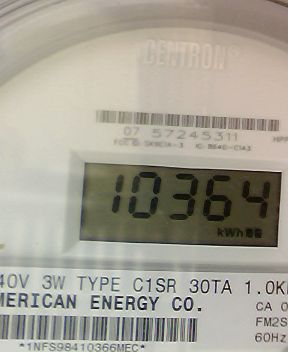 CENTRON®
07 57245311
10364
kWh
40V 3W TYPE C1SR 30TA 1.0K
MERICAN ENERGY CO.
CA 0
FM2S
60Hz
*1NFS98410366MEC*